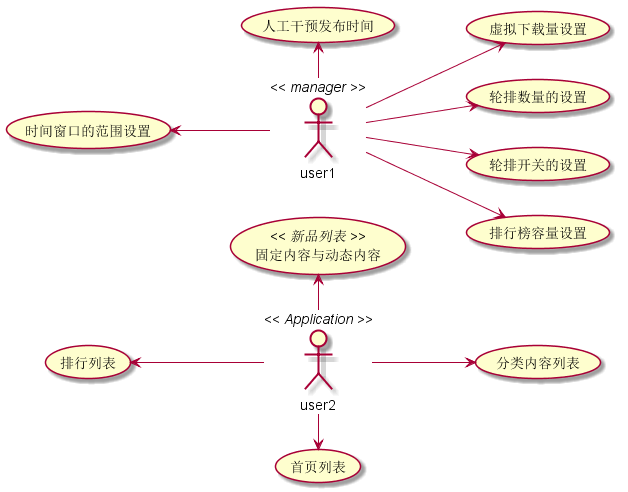 人工干预发布时间
虚拟下载量设置
<< manager >>
轮排数量的设置
时间窗口的范围设置
轮排开关的设置
user1
排行榜容量设置
<< 新品列表 >>
固定内容与动态内容
<< Application >>
排行列表
分类内容列表
user2
首页列表